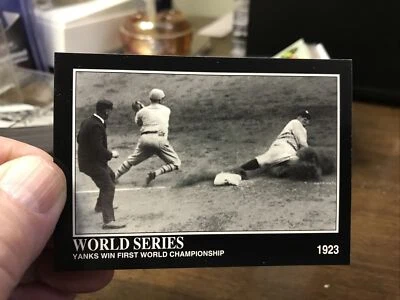 WORLD SERIES
YANKS WIN FIRST WORLD CHAMPIONSHIP
1923